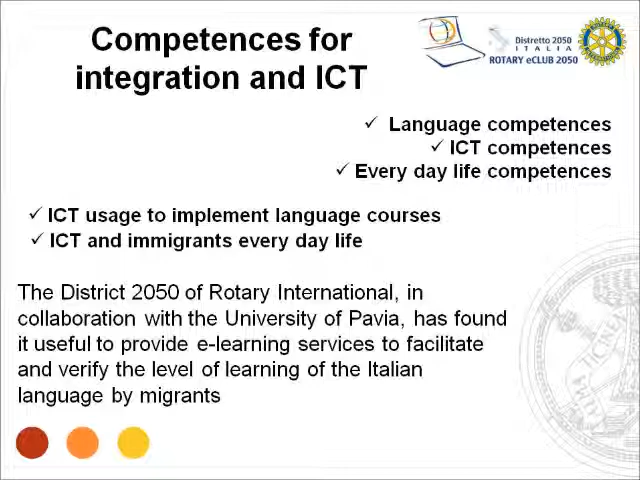 Competences for
integration and ICT
Distretto 2050
ITALIA
ROTARY eCLUB 2050
✓ Language competences
✓ ICT competences
✓ Every day life competences
✓ ICT usage to implement language courses
✓ ICT and immigrants every day life
The District 2050 of Rotary International, in
collaboration with the University of Pavia, has found
it useful to provide e-learning services to facilitate
and verify the level of learning of the Italian
language by migrants